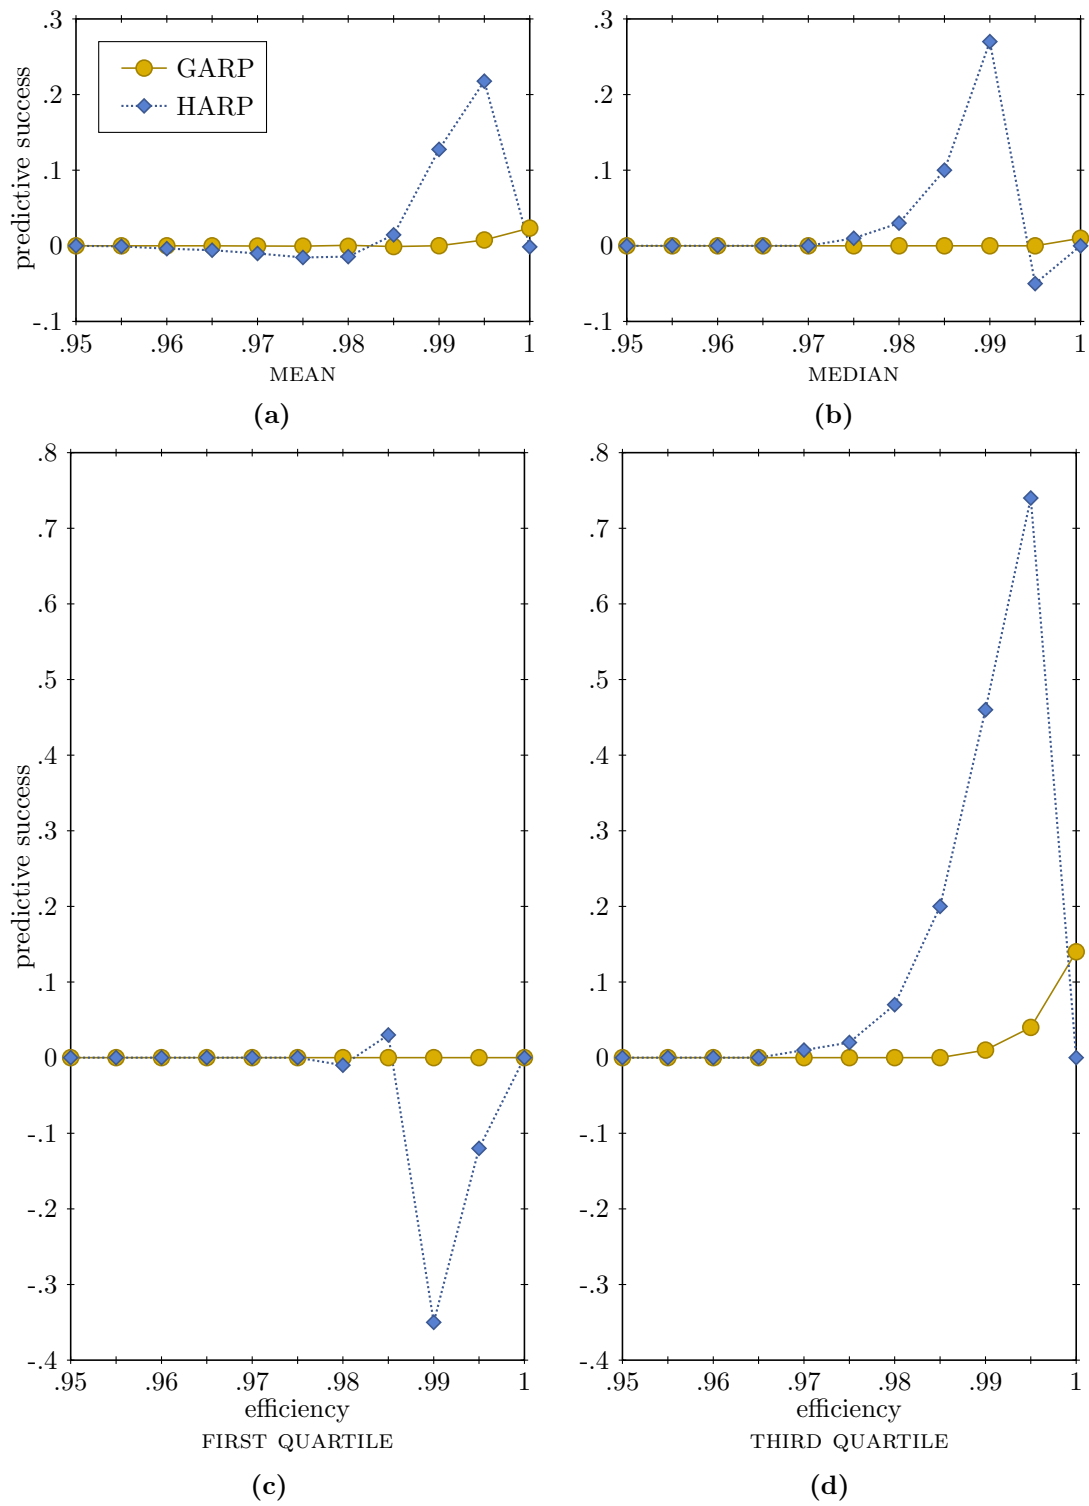 .3
.2
.1
0
-.1
predictive success
GARP
HARP
.95 .96 .97 .98 .99 1
MEAN
(a)
.3
.2
.1
0
-.1
.95 .96 .97 .98 .99 1
MEDIAN
(b)
.8
.7
.6
.5
.4
.3
.2
.1
0
-.1
-.2
-.3
-.4
predictive success
.95 .96 .97 .98 .99 1
efficiency
FIRST QUARTILE
(c)
.8
.7
.6
.5
.4
.3
.2
.1
0
-.1
-.2
-.3
-.4
.95 .96 .97 .98 .99 1
efficiency
THIRD QUARTILE
(d)